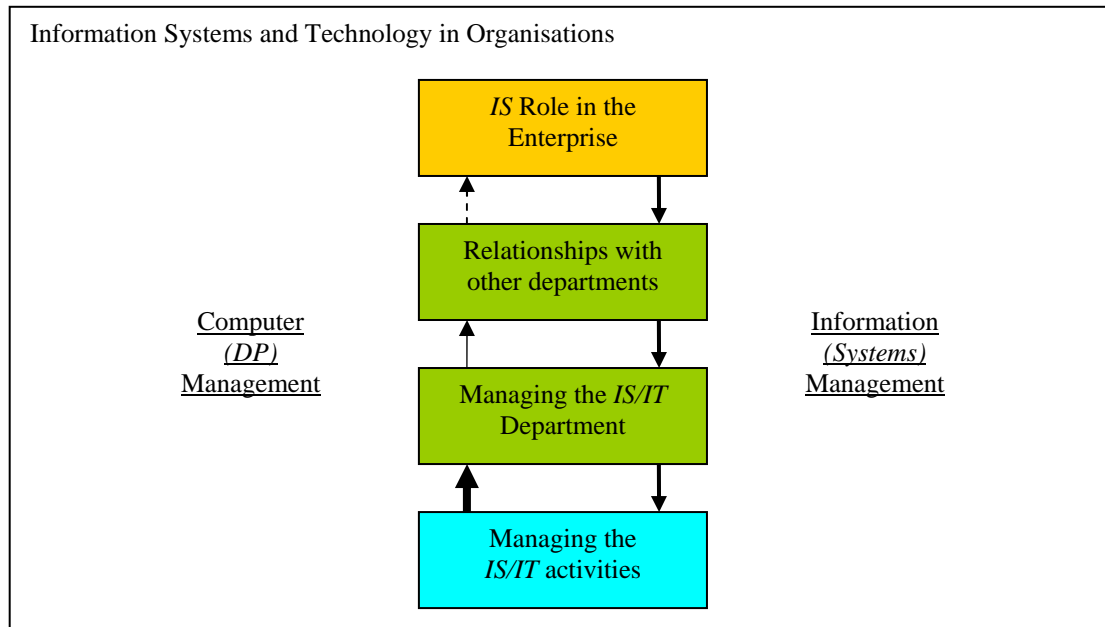 Information Systems and Technology in Organisations
IS Role in the
Enterprise
Relationships with
other departments
Computer
(DP)
Management
Information
(Systems)
Management
Managing the IS/IT
Department
Managing the
IS/IT activities